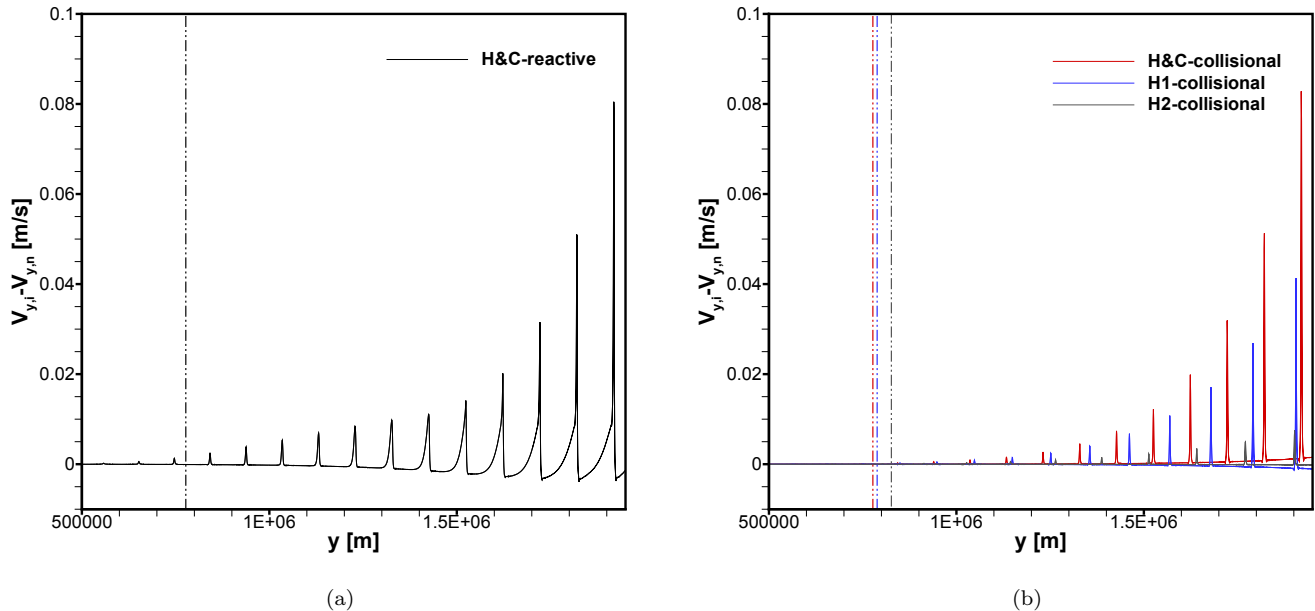 0.1
0.08
0.06
0.04
0.02
0
V_{y,i}-V_{y,n} [m/s]
H&C-reactive
500000 1E+06 1.5E+06
y [m]
(a)
0.1
0.08
0.06
0.04
0.02
0
V_{y,i}-V_{y,n} [m/s]
H&C-collisional
H1-collisional
H2-collisional
500000 1E+06 1.5E+06
y [m]
(b)